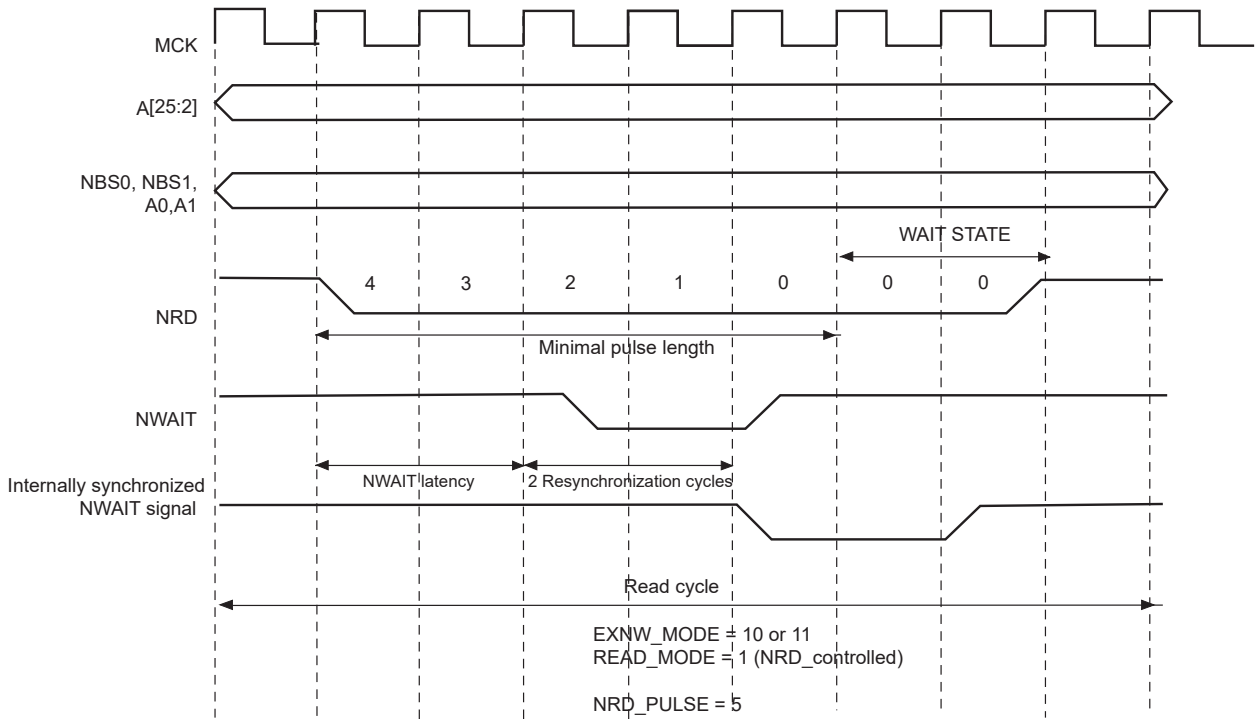 MCK
A[25:2]
NBS0, NBS1,
A0,A1
WAIT STATE
4 3 2 1 0 0 0
NRD
Minimal pulse length
NWAIT
NWAIT latency 2 Resynchronization cycles
Internally synchronized
NWAIT signal
Read cycle
EXNW_MODE = 10 or 11
READ_MODE = 1 (NRD_controlled)
NRD_PULSE = 5